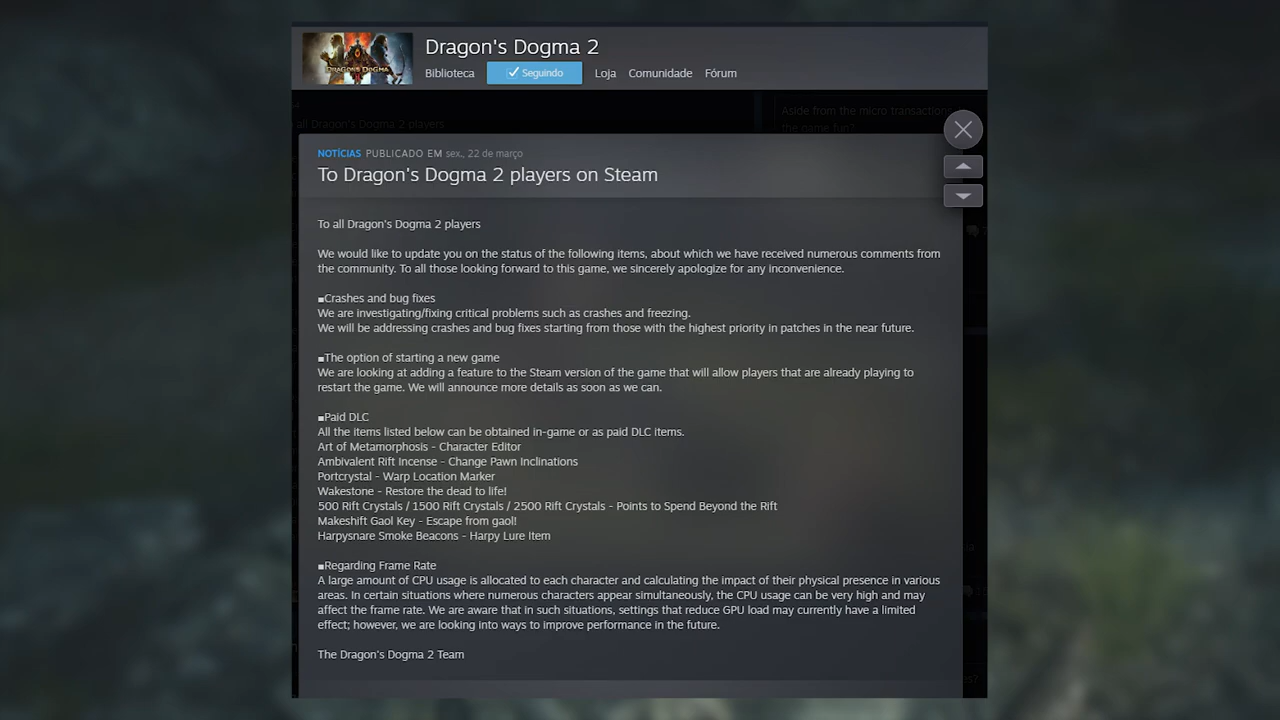 Dragon's Dogma 2
DRAGON'S DOGMA
Biblioteca Seguindo Loja Comunidade Fórum
all Dragon's Dogma 2 players
Aside from the micro transaction
the game fun?
NOTÍCIAS PUBLICADO EM sex., 22 de março
To Dragon's Dogma 2 players on Steam
To all Dragon's Dogma 2 players
We would like to update you on the status of the following items, about which we have received numerous comments from
the community. To all those looking forward to this game, we sincerely apologize for any inconvenience.
■Crashes and bug fixes
We are investigating/fixing critical problems such as crashes and freezing.
We will be addressing crashes and bug fixes starting from those with the highest priority in patches in the near future.
■The option of starting a new game
We are looking at adding a feature to the Steam version of the game that will allow players that are already playing to
restart the game. We will announce more details as soon as we can.
■Paid DLC
All the items listed below can be obtained in-game or as paid DLC items.
Art of Metamorphosis - Character Editor
Ambivalent Rift Incense - Change Pawn Inclinations
Portcrystal - Warp Location Marker
Wakestone - Restore the dead to life!
500 Rift Crystals / 1500 Rift Crystals / 2500 Rift Crystals - Points to Spend Beyond the Rift
Makeshift Gaol Key - Escape from gaol!
Harpysnare Smoke Beacons - Harpy Lure Item
■Regarding Frame Rate
A large amount of CPU usage is allocated to each character and calculating the impact of their physical presence in various
areas. In certain situations where numerous characters appear simultaneously, the CPU usage can be very high and may
affect the frame rate. We are aware that in such situations, settings that reduce GPU load may currently have a limited
effect; however, we are looking into ways to improve performance in the future.
The Dragon's Dogma 2 Team